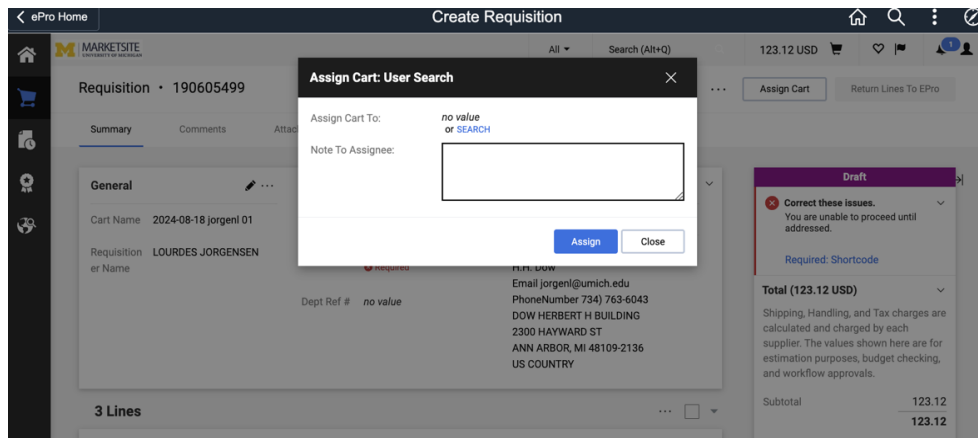 ePro Home
Create Requisition
M MARKETSITE
UNIVERSITY OF MICHIGAN
All
Search (Alt+Q)
123.12 USD
1
Requisition • 190605499
...
Assign Cart
Return Lines To EPro
Summary
Comments
Assign Cart: User Search
Assign Cart To:
no value
or SEARCH
Note To Assignee:
Assign
Close
General
...
Cart Name
2024-08-18 jorgenl 01
Requisition
er Name
LOURDES JORGENSEN
Required
Dept Ref #
no value
H.H. Dow
Email jorgenl@umich.edu
PhoneNumber 734) 763-6043
DOW HERBERT H BUILDING
2300 HAYWARD ST
ANN ARBOR, MI 48109-2136
US COUNTRY
Draft
Correct these issues.
You are unable to proceed until
addressed.
Required: Shortcode
Total (123.12 USD)
Shipping, Handling, and Tax charges are
calculated and charged by each
supplier. The values shown here are for
estimation purposes, budget checking,
and workflow approvals.
Subtotal
123.12
123.12
3 Lines
...